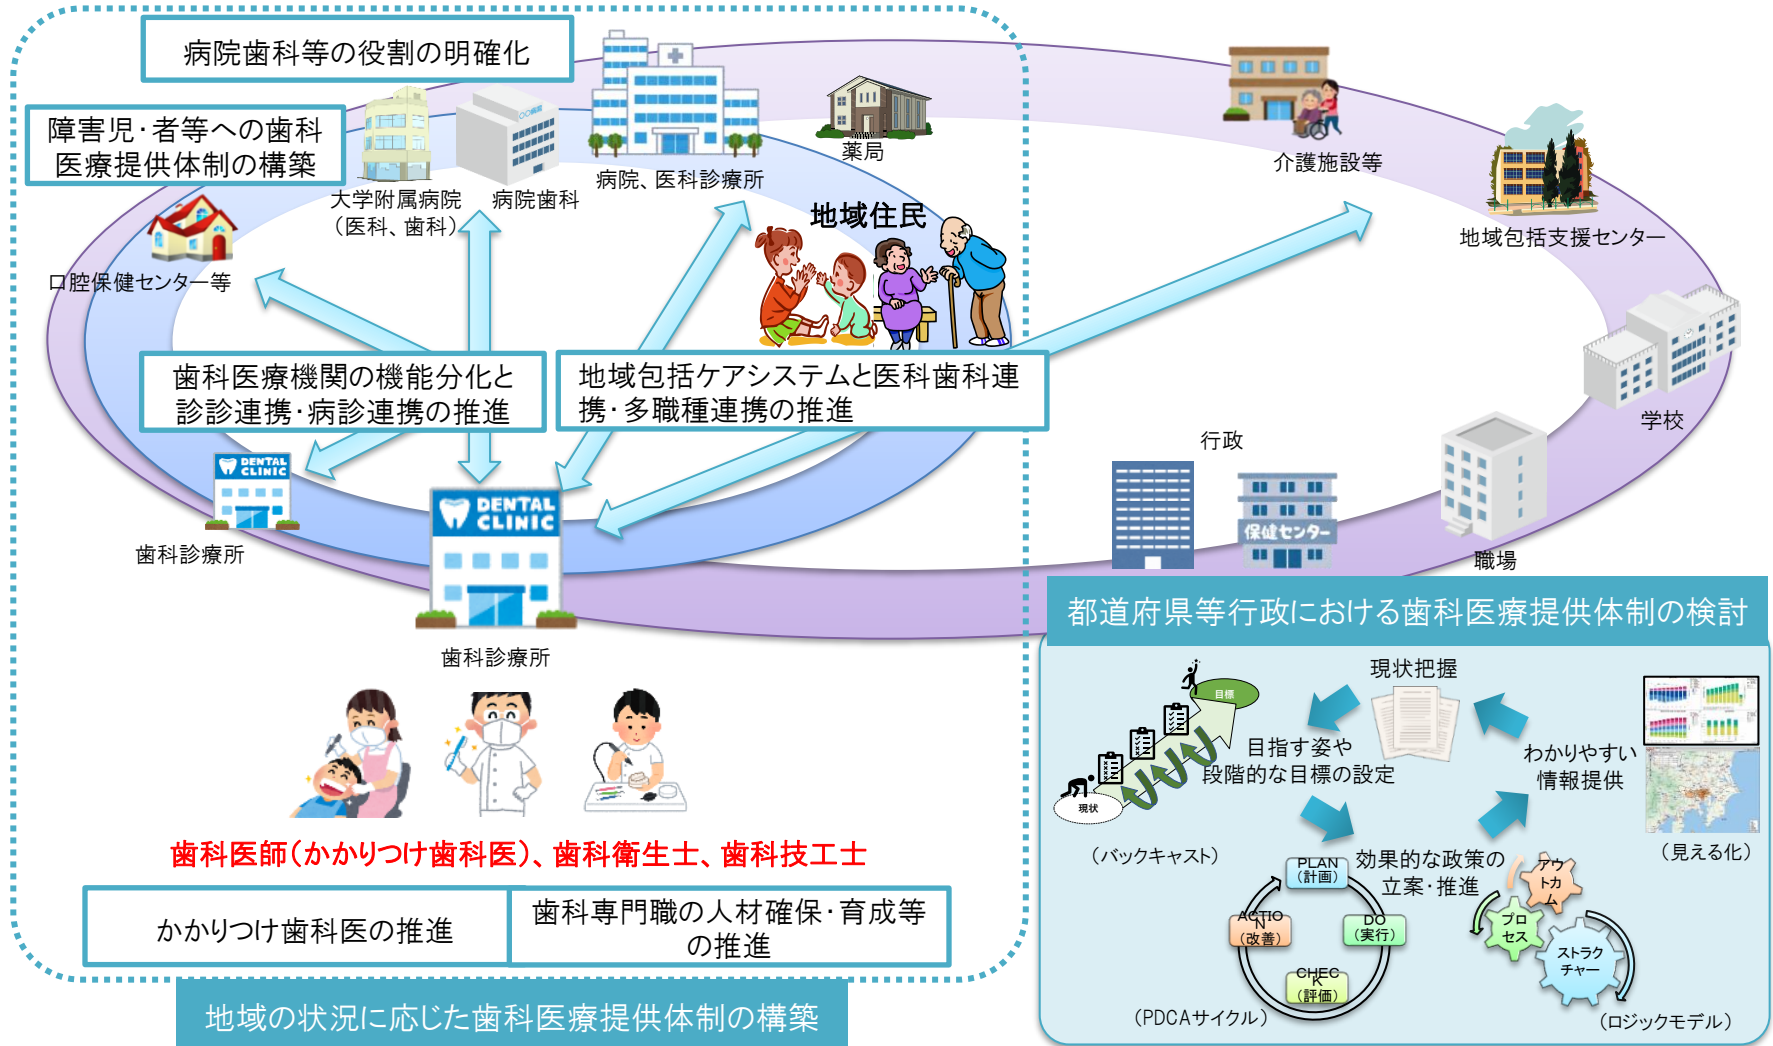 病院歯科等の役割の明確化
障害児・者等への歯科
医療提供体制の構築
大学附属病院
（医科、歯科）
○○病院
病院歯科
病院、医科診療所
薬局
介護施設等
地域包括支援センター
口腔保健センター等
地域住民
学校
歯科医療機関の機能分化と
診診連携・病診連携の推進
地域包括ケアシステムと医科歯科連
携・多職種連携の推進
行政
保健センター
職場
DENTAL
CLINIC
歯科診療所
DENTAL
CLINIC
歯科診療所
歯科医師（かかりつけ歯科医）、歯科衛生士、歯科技工士
かかりつけ歯科医の推進
歯科専門職の人材確保・育成等
の推進
地域の状況に応じた歯科医療提供体制の構築
都道府県等行政における歯科医療提供体制の検討
現状把握
目標
目指す姿や
段階的な目標の設定
現状
（バックキャスト）
わかりやすい
情報提供
（見える化）
効果的な政策の
立案・推進
PLAN
（計画）
DO
（実行）
CHEC
K
（評価）
ACTIO
N
（改善）
（PDCAサイクル）
アウ
トカ
ム
プロ
セス
ストラク
チャー
（ロジックモデル）